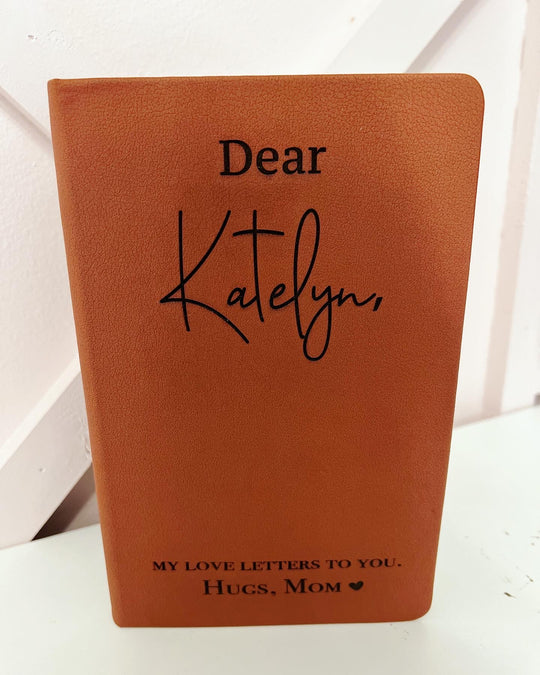 Dear
Katelyn,
MY LOVE LETTERS TO YOU.
HUGS, MOM ♥